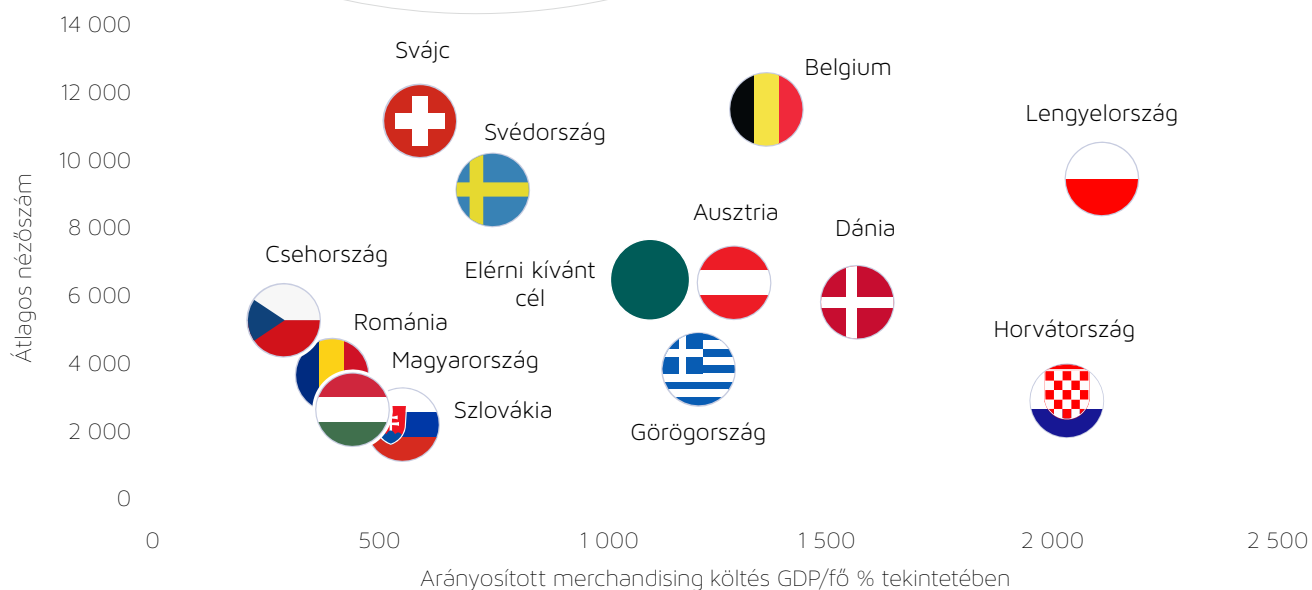 14 000
12 000
10 000
8 000
6 000
4 000
2 000
0
Átlagos nézőszám
Svájc
Belgium
Lengyelország
Svédország
Ausztria
Dánia
Csehország
Elérni kívánt
cél
Románia
Horvátország
Magyarország
Szlovákia
Görögország
0
500
1 000
1 500
2 000
2 500
Arányosított merchandising költés GDP/fő % tekintetében